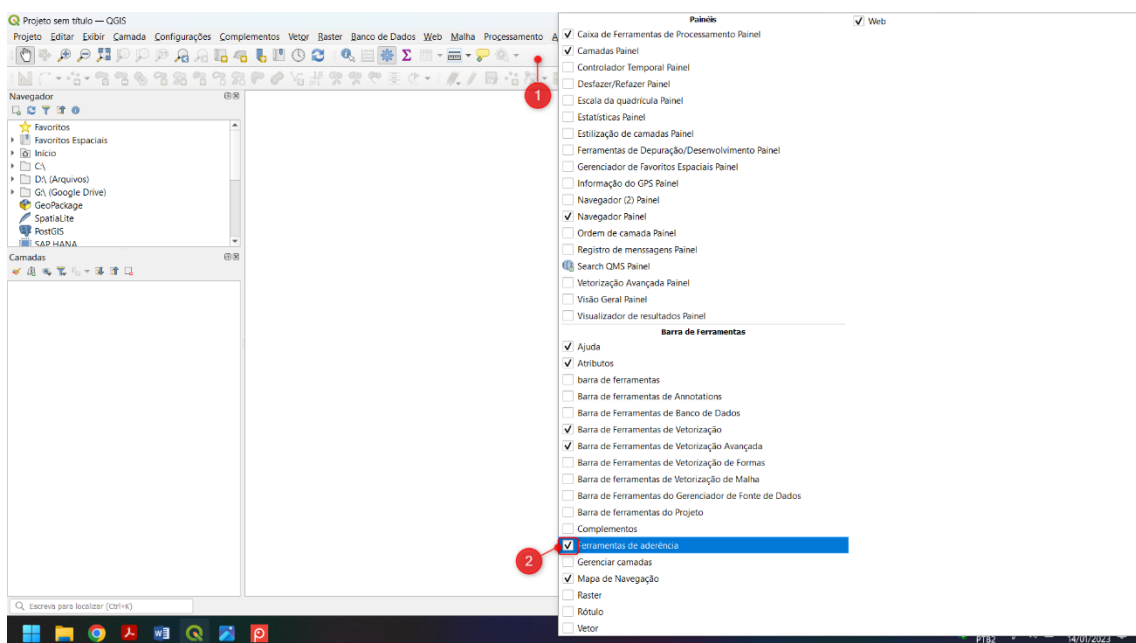 Projeto sem título — QGIS
Projeto Editar Exibir Camada Configurações Complementos Vetor Raster Banco de Dados Web Malha Processamento
1
Navegador
Favoritos
Favoritos Espaciais
Início
C:\
D:\ (Arquivos)
G:\ (Google Drive)
GeoPackage
SpatiaLite
PostGIS
SAP HANA
Camadas
Escreva para localizar (Ctrl+K)
Painéis
Caixa de Ferramentas de Processamento Painel
Camadas Painel
Controlador Temporal Painel
Desfazer/Refazer Painel
Escala da quadrícula Painel
Estatísticas Painel
Estilização de camadas Painel
Ferramentas de Depuração/Desenvolvimento Painel
Gerenciador de Favoritos Espaciais Painel
Informação do GPS Painel
Navegador (2) Painel
Navegador Painel
Ordem de camada Painel
Registro de menssagens Painel
Search QMS Painel
Vetorização Avançada Painel
Visão Geral Painel
Visualizador de resultados Painel
Barra de Ferramentas
Ajuda
Atributos
barra de ferramentas
Barra de ferramentas de Annotations
Barra de Ferramentas de Banco de Dados
Barra de Ferramentas de Vetorização
Barra de Ferramentas de Vetorização Avançada
Barra de Ferramentas de Vetorização de Formas
Barra de Ferramentas de Vetorização de Malha
Barra de Ferramentas do Gerenciador de Fonte de Dados
Barra de ferramentas do Projeto
Complementos
2
Ferramentas de aderência
Gerenciar camadas
Mapa de Navegação
Raster
Rótulo
Vetor
Web
PTB2
14/01/2023